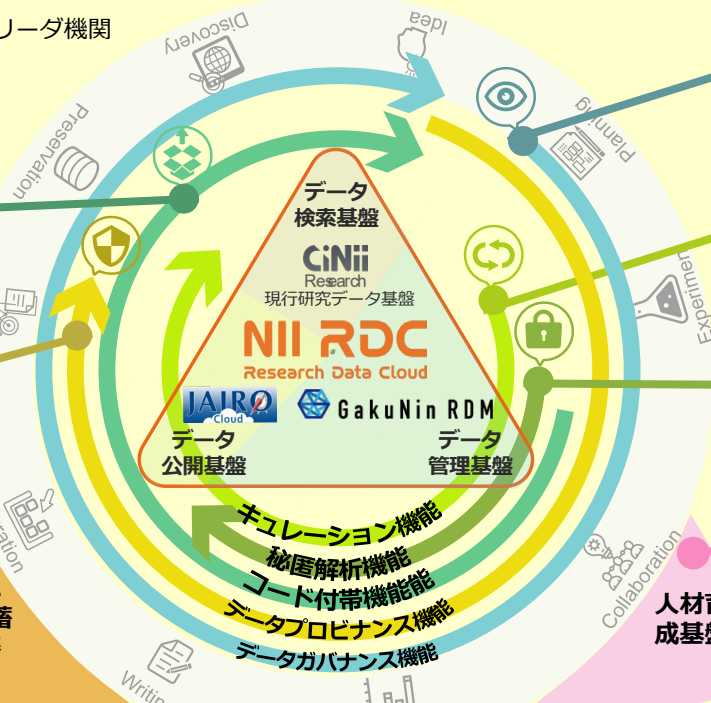 リーダ機関
Discovery
Idea
Planning
Preservation
データ
検索基盤
CiNii
Research
現行研究データ基盤
Experimen
NII RDC
Research Data Cloud
JAIRO
Cloud
GakuNin RDM
データ
公開基盤
データ
管理基盤
キュレーション機能
秘匿解析機能
コード付帯機能能
データプロビナンス機能
データガバナンス機能
ration
Collaboration
蓄
人材育
成基盤
Writin